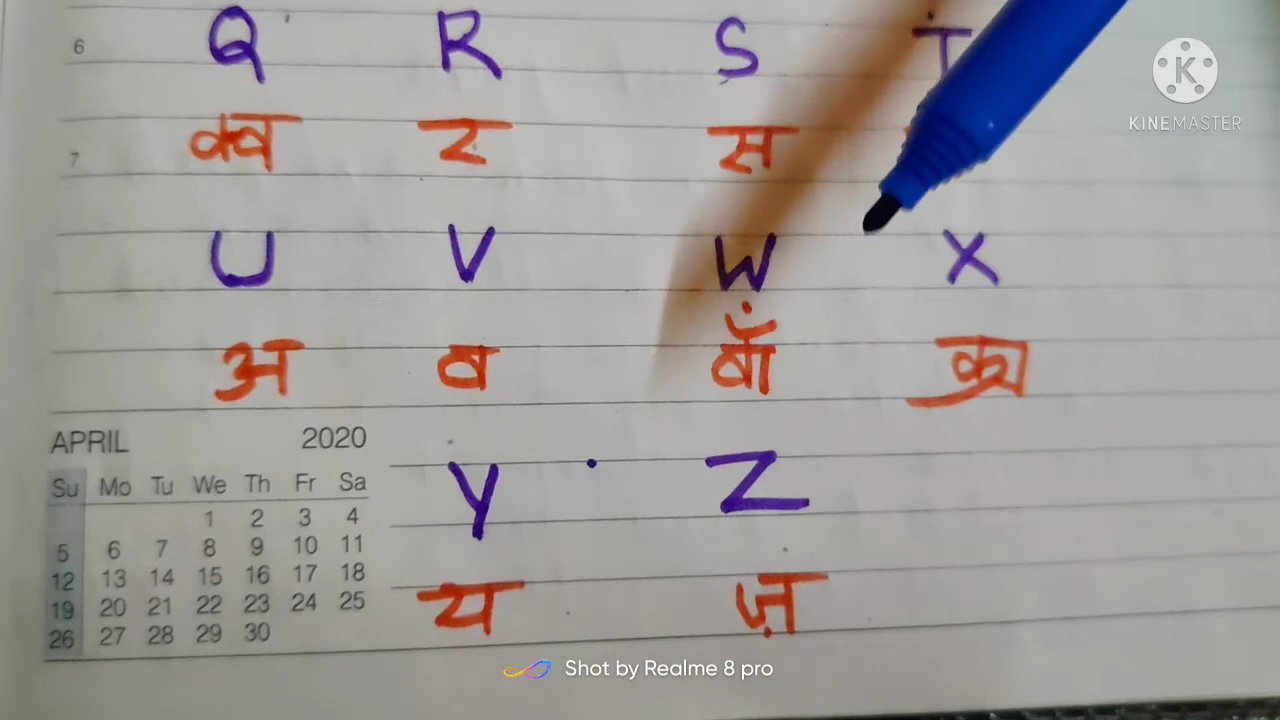 6 Q R S T
KINEMASTER
7 क्व र स
U V W X
अ व वॉं क्य
APRIL 2020
Su Mo Tu We Th Fr Sa
1 2 3 4
5 6 7 8 9 10 11
12 13 14 15 16 17 18
19 20 21 22 23 24 25
26 27 28 29 30
Y Z
य ज़
Shot by Realme 8 pro